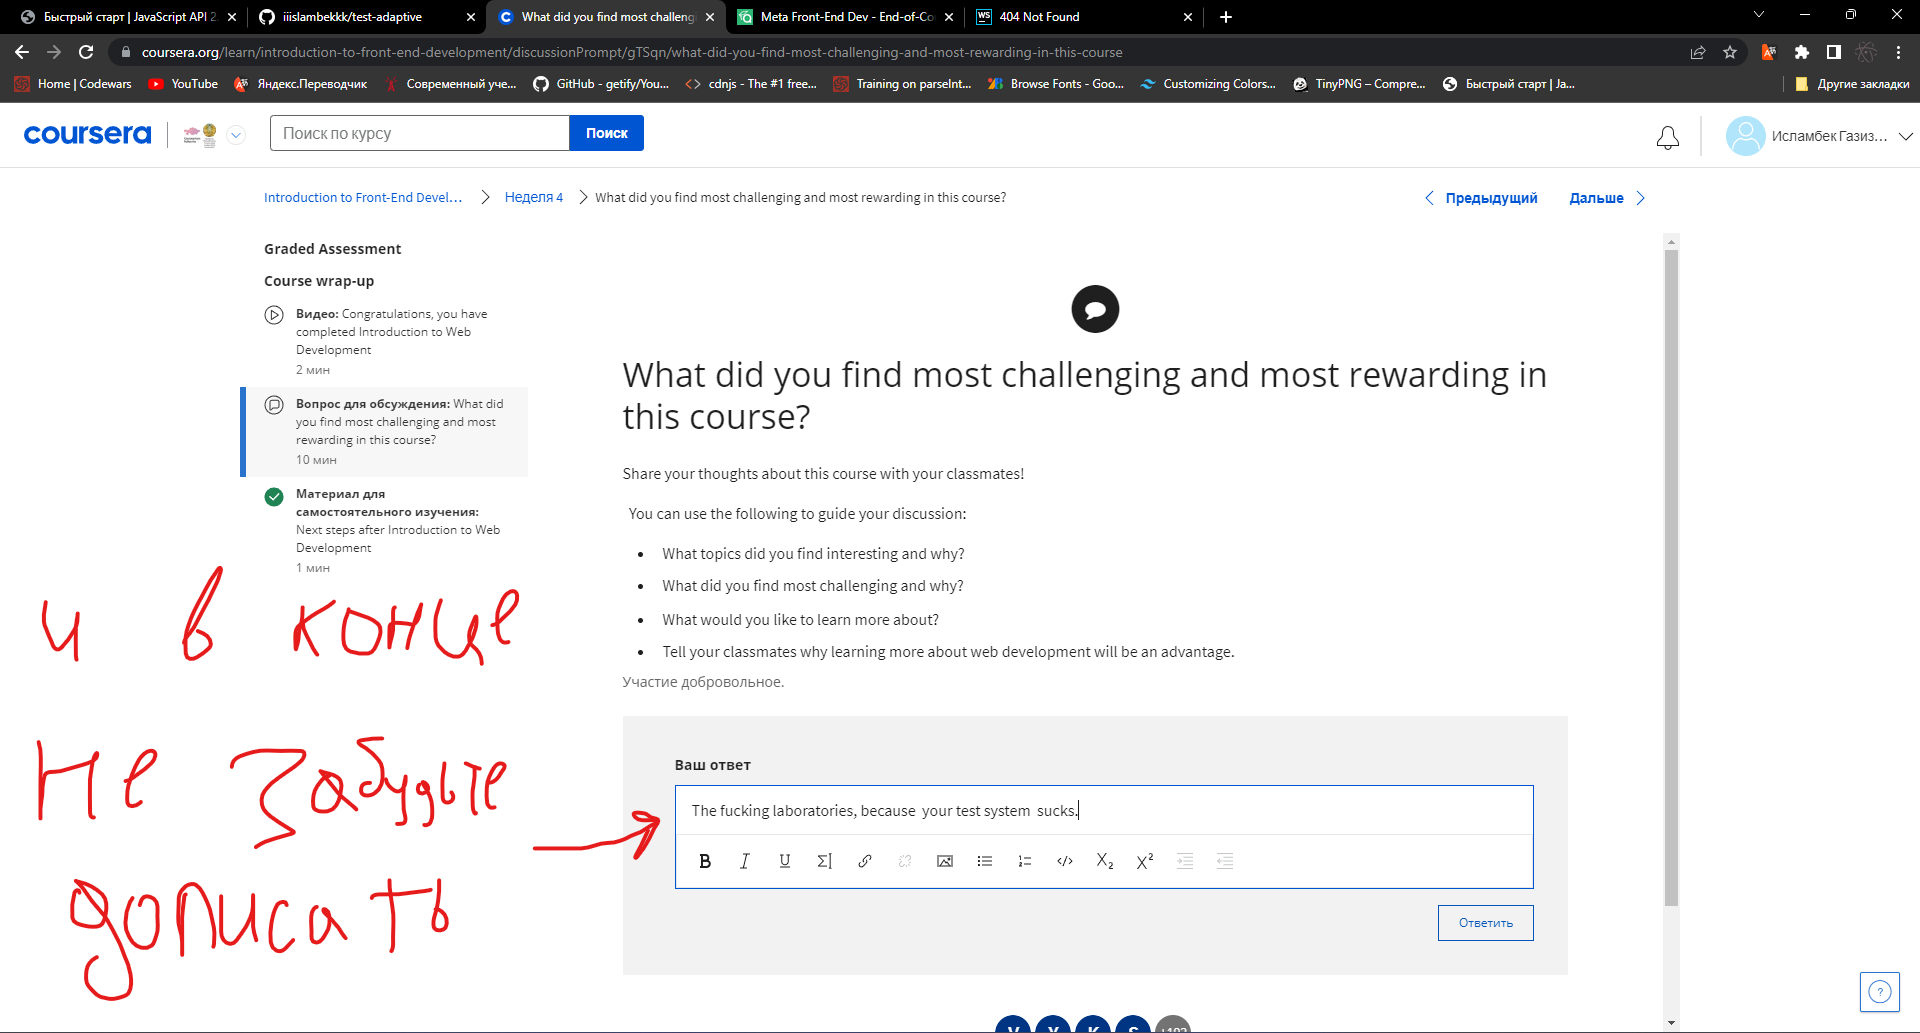 Быстрый старт | JavaScript API 2.
iiislambekkk/test-adaptive
What did you find most challeng
Meta Front-End Dev - End-of-Co
404 Not Found
coursera.org/learn/introduction-to-front-end-development/discussionPrompt/gTSqn/what-did-you-find-most-challenging-and-most-rewarding-in-this-course
Home | Codewars
YouTube
Яндекс.Переводчик
Современный уче...
GitHub - getify/You...
cdnjs - The #1 free...
Training on parseInt...
Browse Fonts - Goo...
Customizing Colors...
TinyPNG – Compre...
Быстрый старт | Ja...
Другие закладки
coursera
Поиск по курсу
Поиск
Исламбек Газиз...
Introduction to Front-End Devel...
Неделя 4
What did you find most challenging and most rewarding in this course?
Предыдущий
Дальше
Graded Assessment
Course wrap-up
Видео: Congratulations, you have
completed Introduction to Web
Development
2 мин
Вопрос для обсуждения: What did
you find most challenging and most
rewarding in this course?
10 мин
Материал для
самостоятельного изучения:
Next steps after Introduction to Web
Development
1 мин
и в конце
не забудьте
дописать
What did you find most challenging and most rewarding in
this course?
Share your thoughts about this course with your classmates!
You can use the following to guide your discussion:
• What topics did you find interesting and why?
• What did you find most challenging and why?
• What would you like to learn more about?
• Tell your classmates why learning more about web development will be an advantage.
Участие добровольное.
Ваш ответ
The fucking laboratories, because your test system sucks.
B I U Σ X₂ X²
Ответить
V Y K S +192